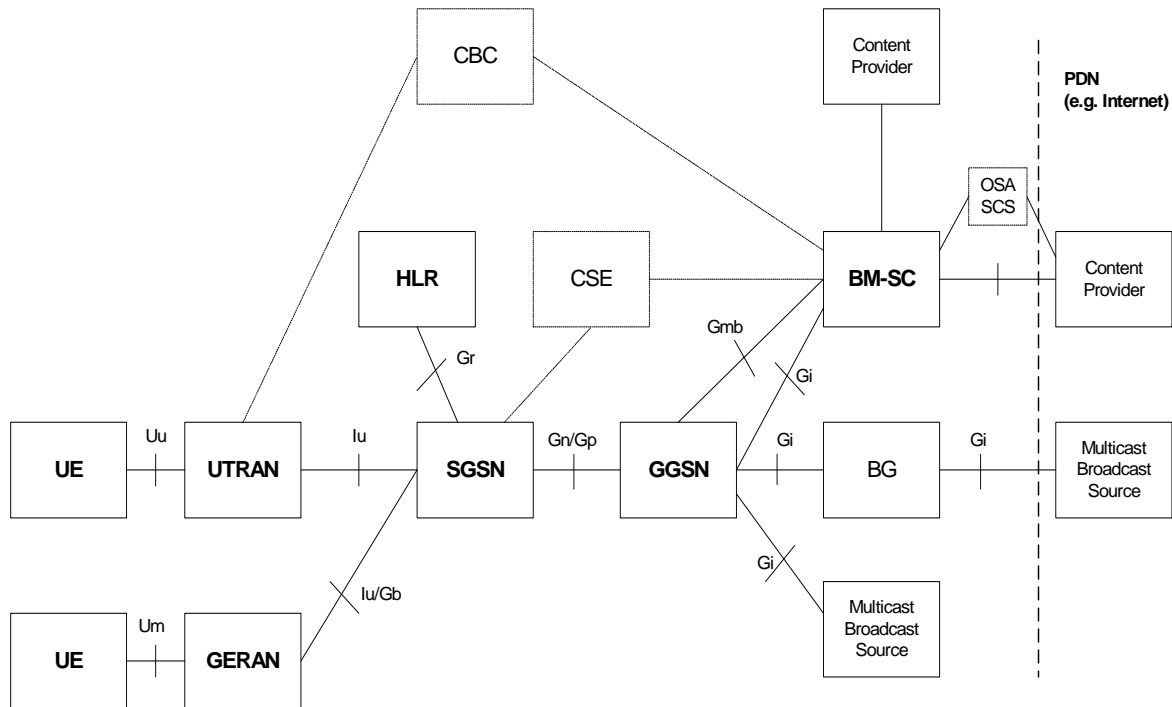 CBC
Content
Provider
PDN
(e.g. Internet)
OSA
SCS
HLR
CSE
BM-SC
Content
Provider
Gmb
Gr
Gi
Uu
Iu
Gn/Gp
Gi
Gi
UE
UTRAN
SGSN
GGSN
BG
Multicast
Broadcast
Source
Gi
Iu/Gb
Um
UE
GERAN
Multicast
Broadcast
Source